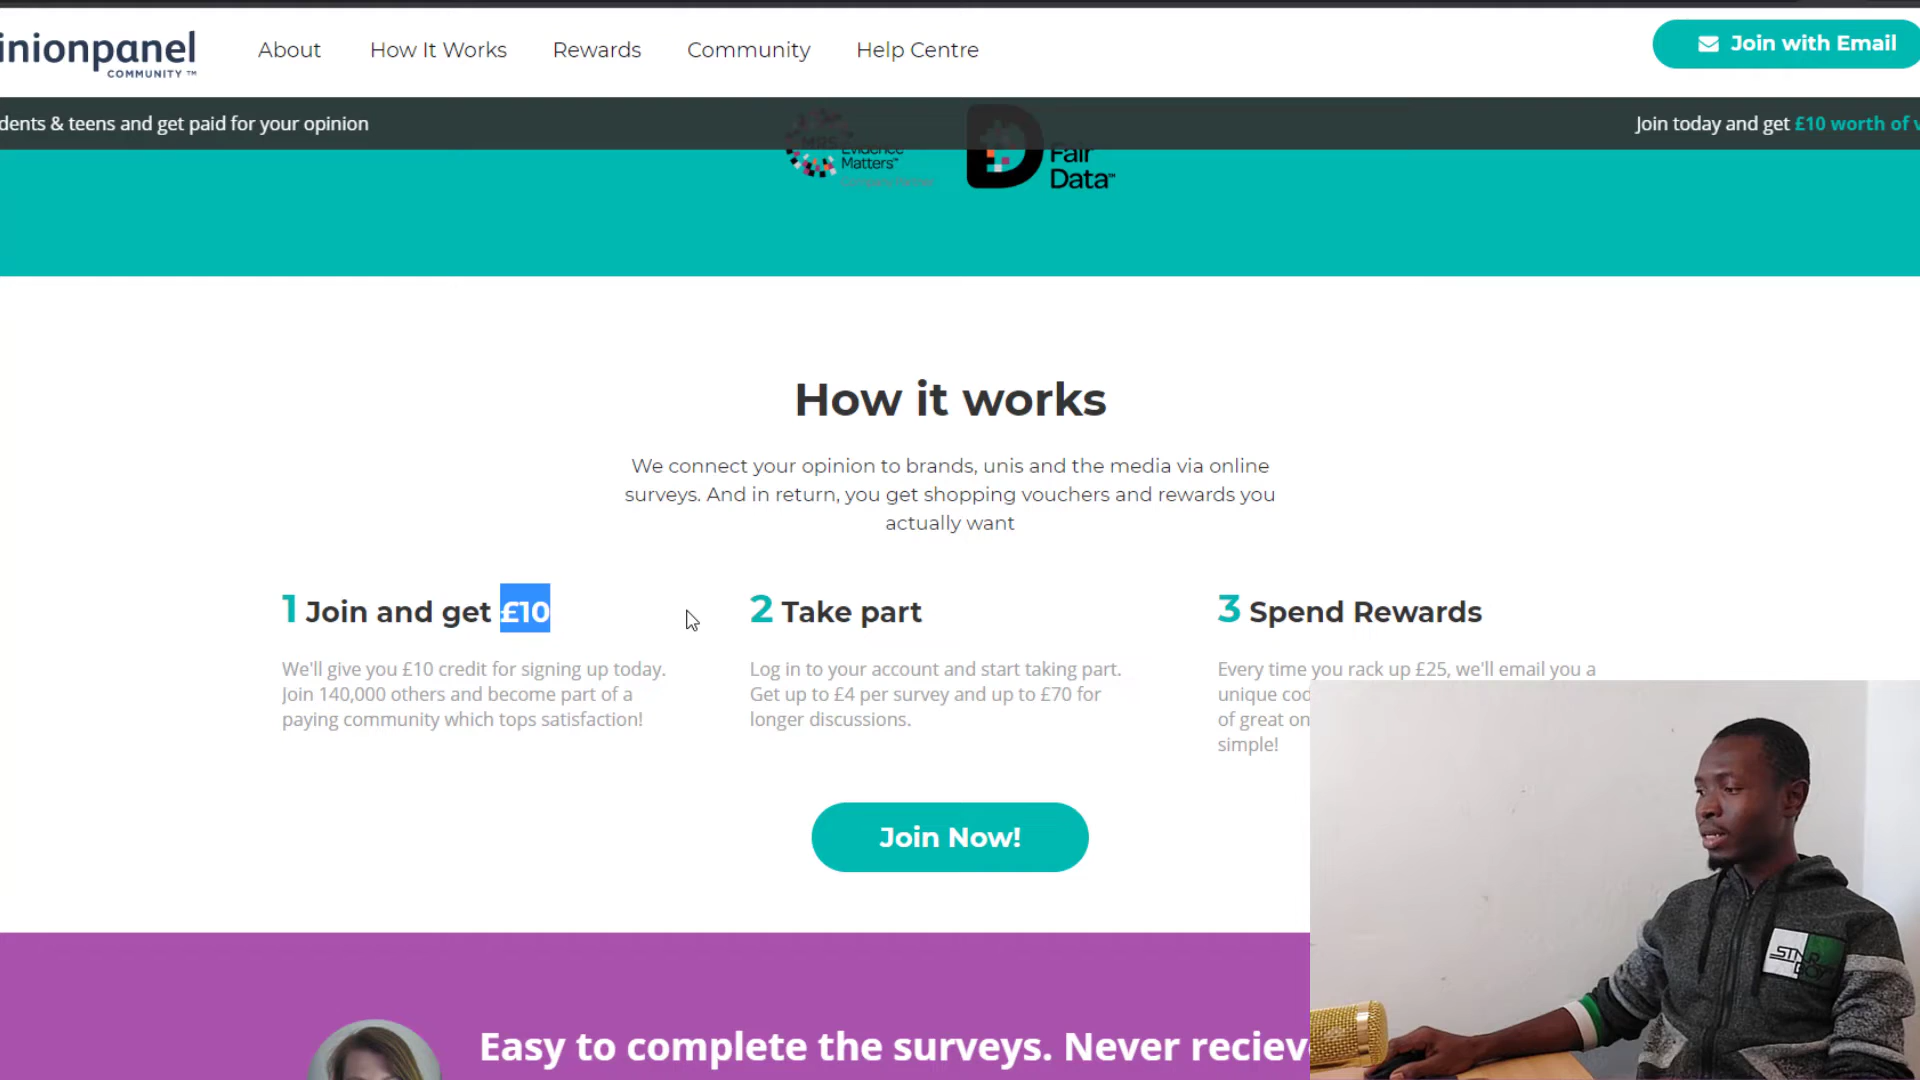 inionpanel
COMMUNITY ™
About
How It Works
Rewards
Community
Help Centre
Join with Email
dents & teens and get paid for your opinion
Join today and get £10 worth of v
MRS
Evidence
Matters™
Company Partner
Fair
Data™
How it works
We connect your opinion to brands, unis and the media via online
surveys. And in return, you get shopping vouchers and rewards you
actually want
1 Join and get £10
We'll give you £10 credit for signing up today.
Join 140,000 others and become part of a
paying community which tops satisfaction!
2 Take part
Log in to your account and start taking part.
Get up to £4 per survey and up to £70 for
longer discussions.
3 Spend Rewards
Every time you rack up £25, we'll email you a
unique cod
of great on
simple!
Join Now!
Easy to complete the surveys. Never reciev